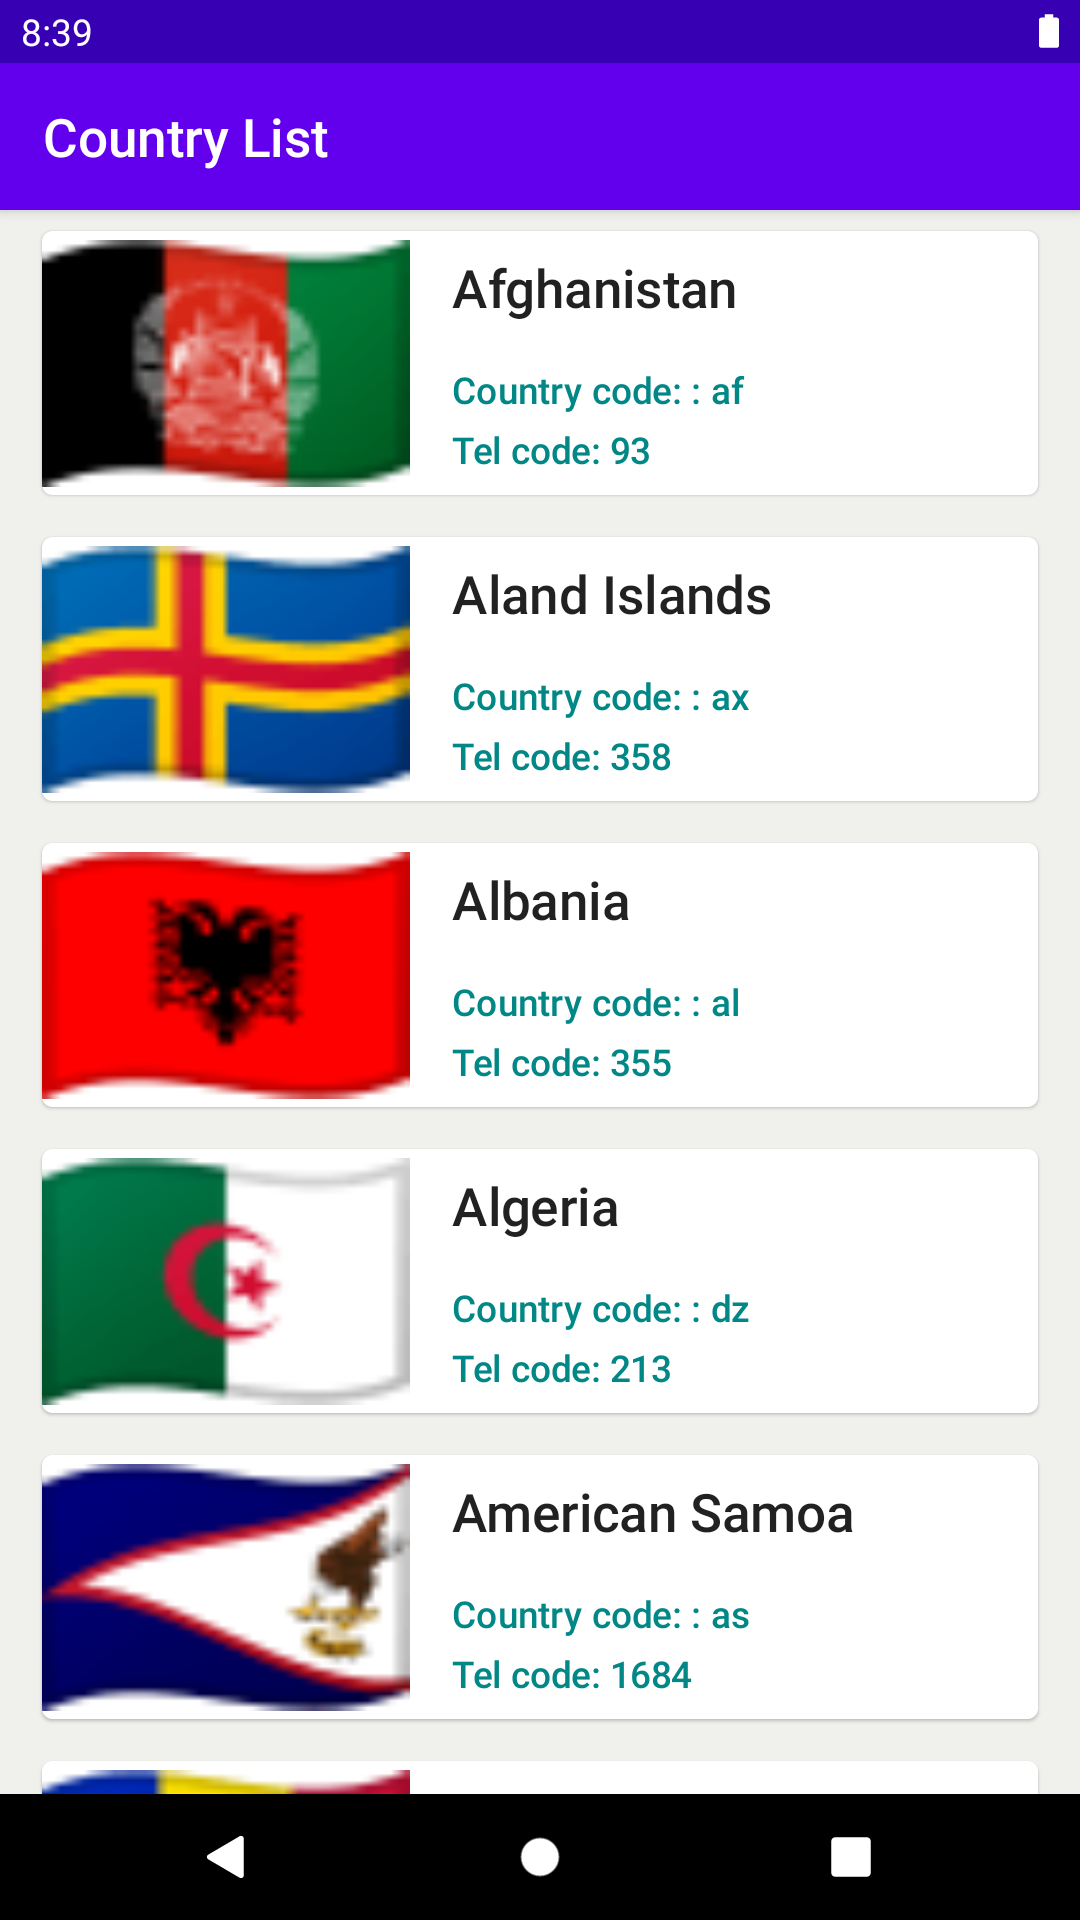 8:39
Country List
Afghanistan
Country code: : af
Tel code: 93
Aland Islands
Country code: : ax
Tel code: 358
Albania
Country code: : al
Tel code: 355
Algeria
Country code: : dz
Tel code: 213
American Samoa
Country code: : as
Tel code: 1684